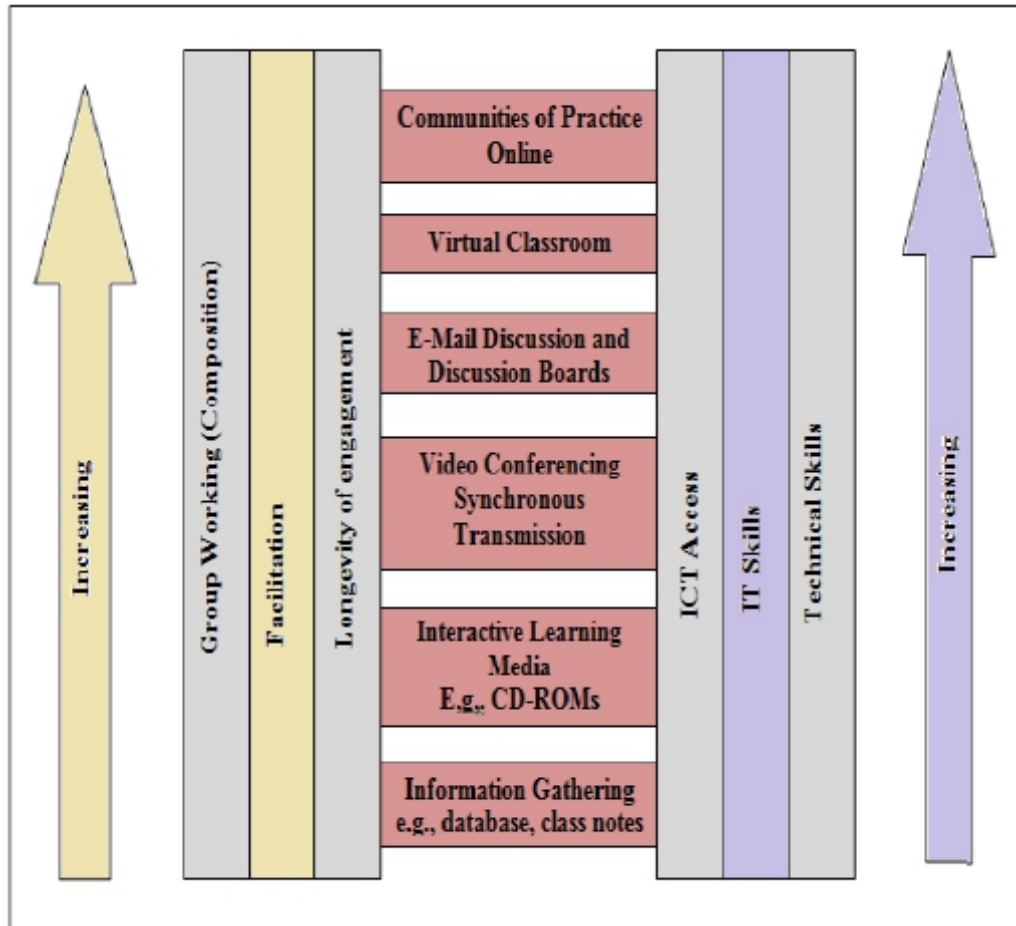 Increasing
Group Working (Composition)
Facilitation
Longevity of engagement
Communities of Practice
Online
Virtual Classroom
E-Mail Discussion and
Discussion Boards
Video Conferencing
Synchronous
Transmission
Interactive Learning
Media
E,g,. CD-ROMs
Information Gathering
e.g., database, class notes
ICT Access
IT Skills
Technical Skills
Increasing